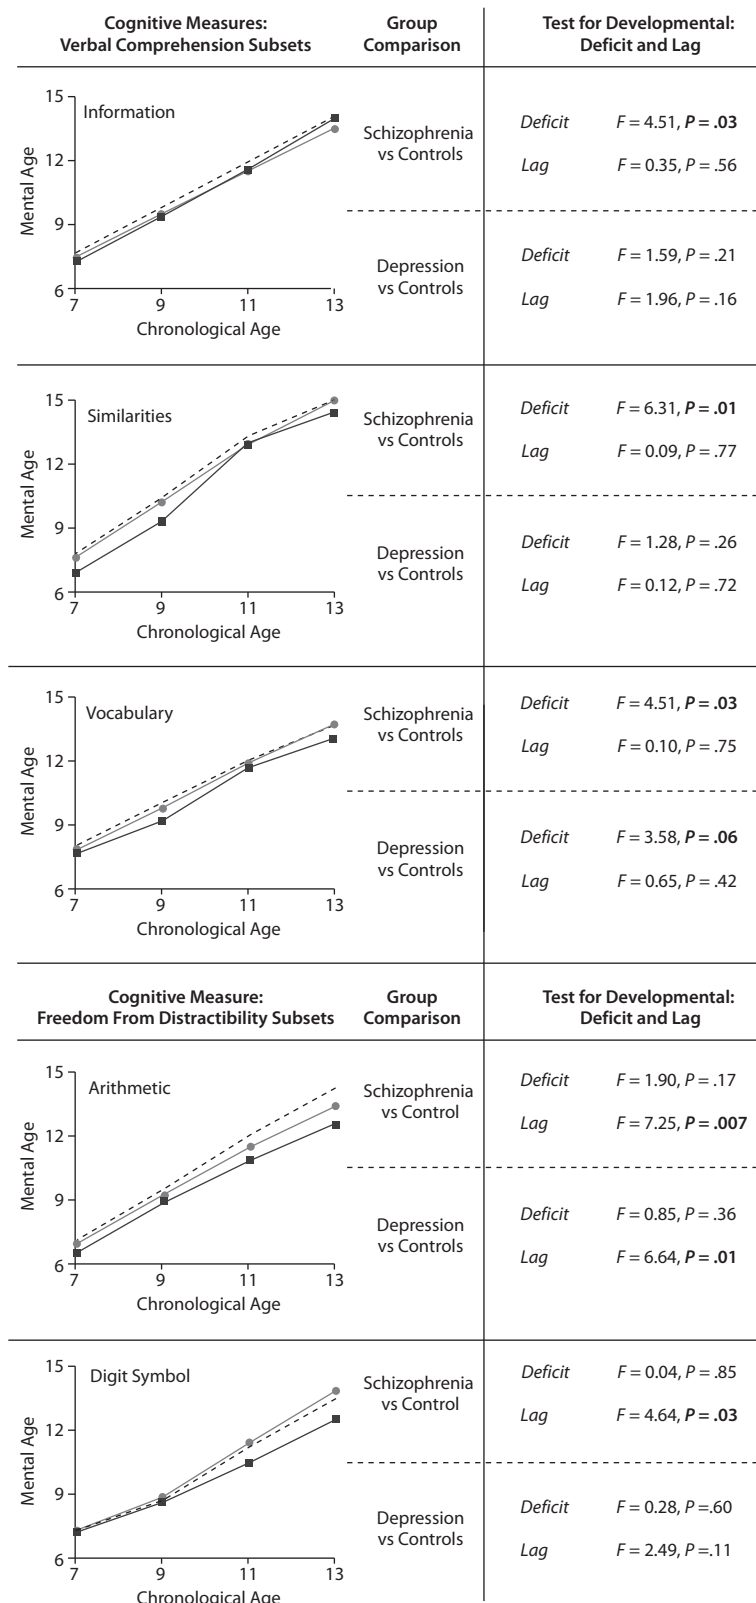 Cognitive Measures:
Verbal Comprehension Subsets
Group
Comparison
Test for Developmental:
Deficit and Lag
Information
15
12
9
6
Mental Age
7 9 11 13
Chronological Age
Schizophrenia
vs Controls
Deficit F = 4.51, P = .03
Lag F = 0.35, P = .56
Depression
vs Controls
Deficit F = 1.59, P = .21
Lag F = 1.96, P = .16
Similarities
15
12
9
6
Mental Age
7 9 11 13
Chronological Age
Schizophrenia
vs Controls
Deficit F = 6.31, P = .01
Lag F = 0.09, P = .77
Depression
vs Controls
Deficit F = 1.28, P = .26
Lag F = 0.12, P = .72
Vocabulary
15
12
9
6
Mental Age
7 9 11 13
Chronological Age
Schizophrenia
vs Controls
Deficit F = 4.51, P = .03
Lag F = 0.10, P = .75
Depression
vs Controls
Deficit F = 3.58, P = .06
Lag F = 0.65, P = .42
Cognitive Measure:
Freedom From Distractibility Subsets
Group
Comparison
Test for Developmental:
Deficit and Lag
Arithmetic
15
12
9
6
Mental Age
7 9 11 13
Chronological Age
Schizophrenia
vs Control
Deficit F = 1.90, P = .17
Lag F = 7.25, P = .007
Depression
vs Controls
Deficit F = 0.85, P = .36
Lag F = 6.64, P = .01
Digit Symbol
15
12
9
6
Mental Age
7 9 11 13
Chronological Age
Schizophrenia
vs Control
Deficit F = 0.04, P = .85
Lag F = 4.64, P = .03
Depression
vs Controls
Deficit F = 0.28, P =.60
Lag F = 2.49, P =.11